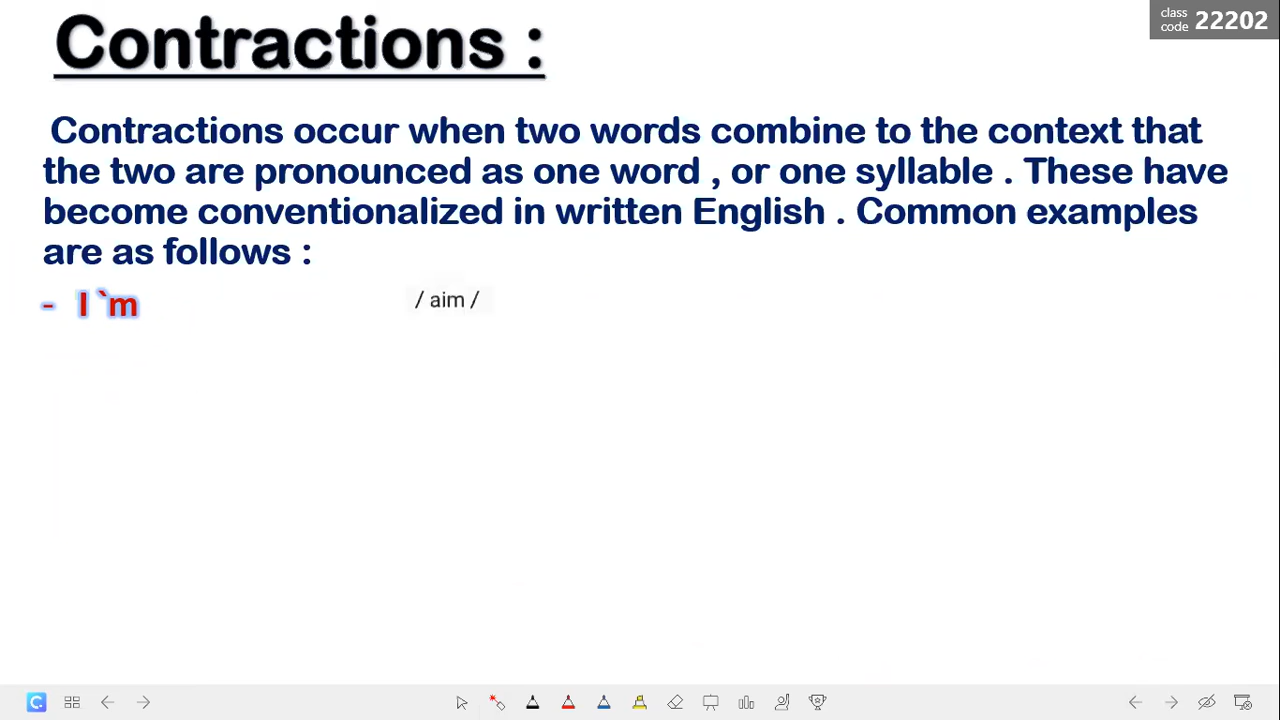 Contractions :
class
code 22202
Contractions occur when two words combine to the context that
the two are pronounced as one word , or one syllable . These have
become conventionalized in written English . Common examples
are as follows :
- I `m
/ aim /